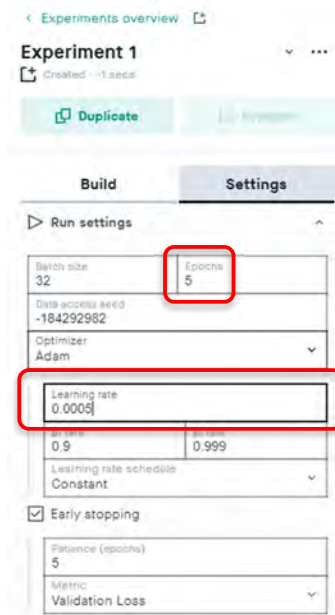 Experiments overview
Experiment 1
Created ~1 secs.
Duplicate
Build Settings
Run settings
Batch size Epochs
32 5
Data access seed
-184292982
Optimizer
Adam
Learning rate
0.0005
0.9 0.999
Learning rate schedule
Constant
Early stopping
Patience (epochs)
5
Metric
Validation Loss